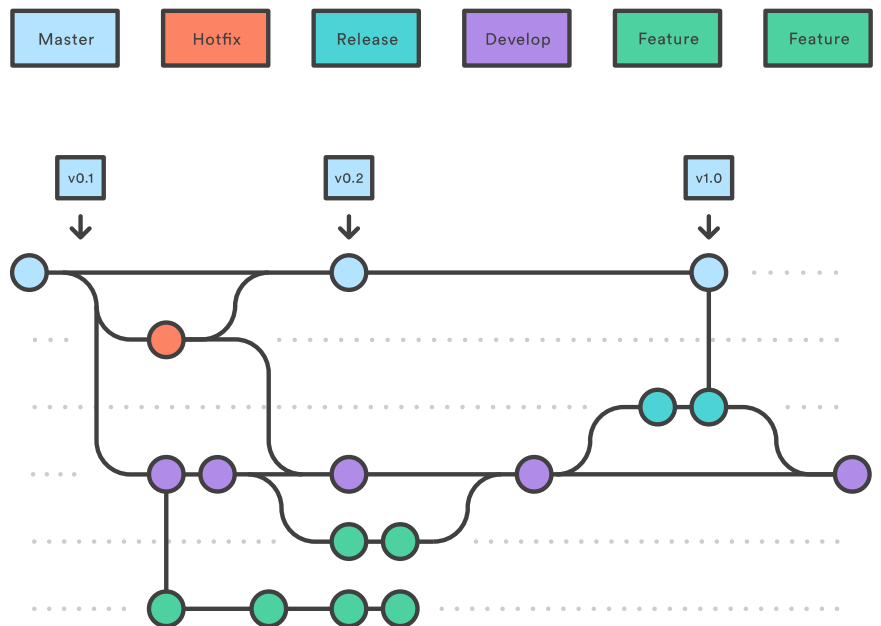 Master
Hotfix
Release
Develop
Feature
Feature
v0.1
v0.2
v1.0